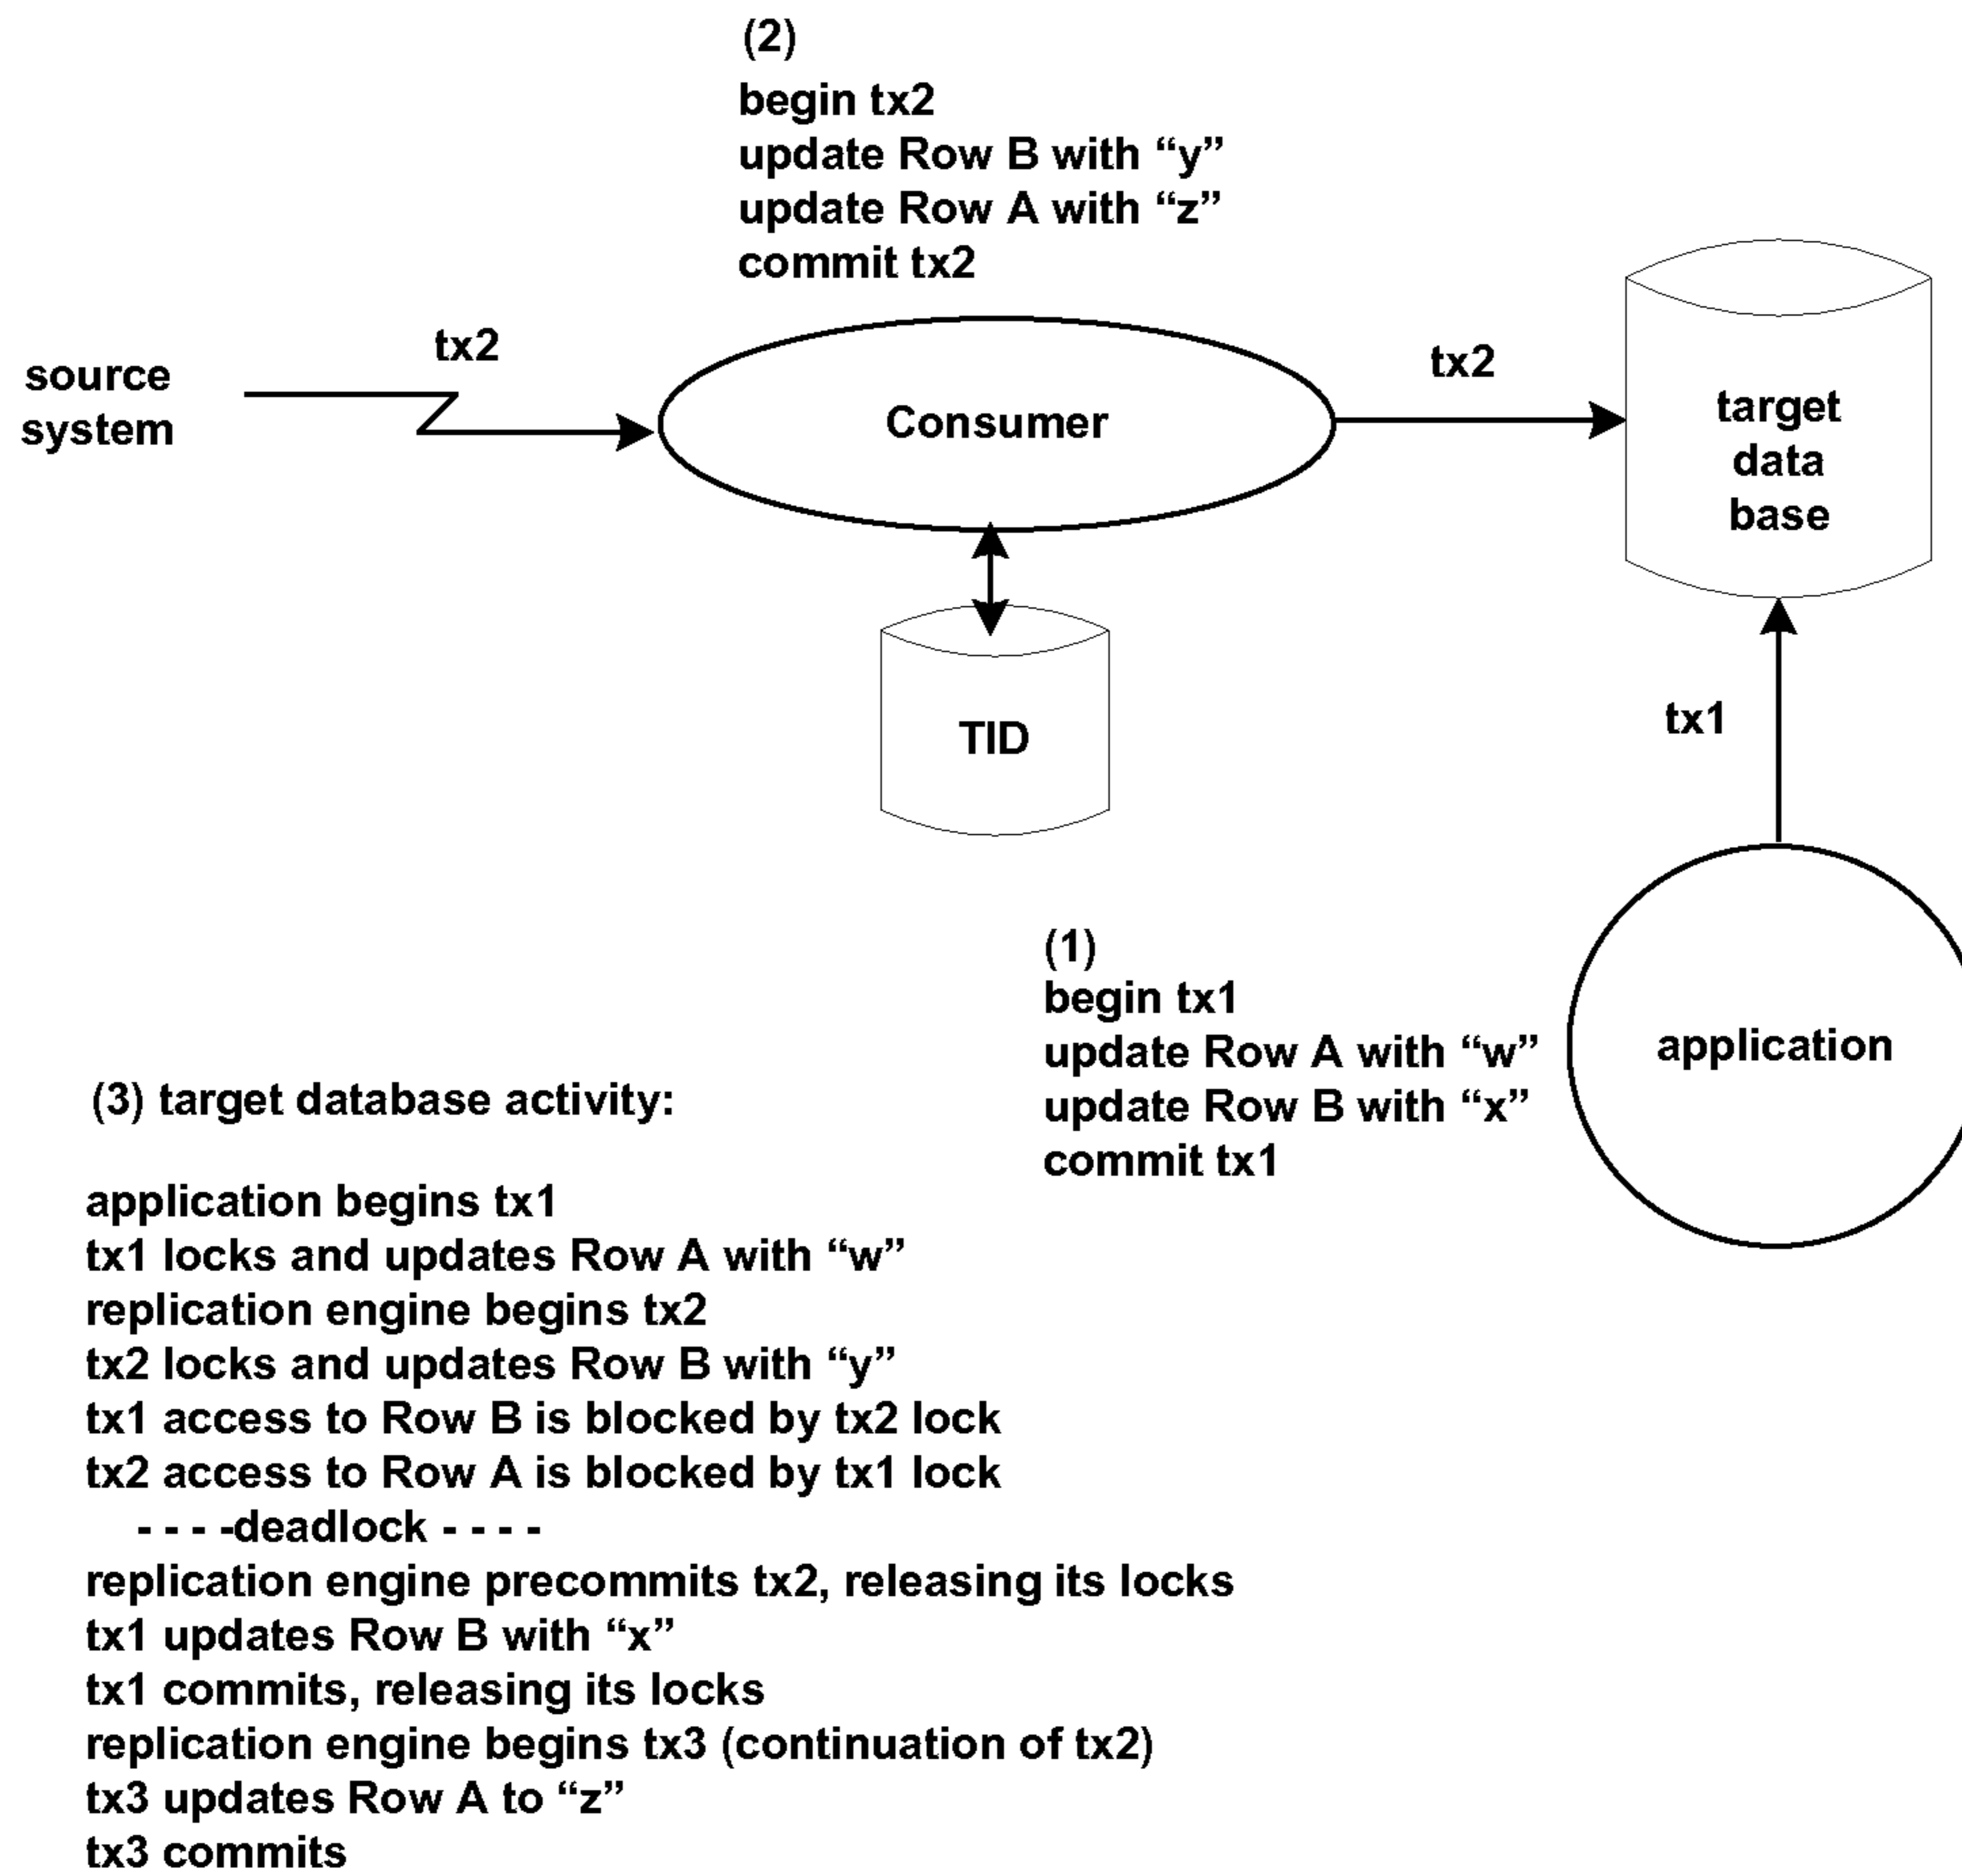 (2)
begin tx2
update Row B with “y”
update Row A with “z”
commit tx2
source
system
tx2
Consumer
tx2
target
data
base
TID
tx1
(1)
begin tx1
update Row A with “w”
update Row B with “x”
commit tx1
application
(3) target database activity:
application begins tx1
tx1 locks and updates Row A with “w”
replication engine begins tx2
tx2 locks and updates Row B with “y”
tx1 access to Row B is blocked by tx2 lock
tx2 access to Row A is blocked by tx1 lock
- - - -deadlock - - - -
replication engine precommits tx2, releasing its locks
tx1 updates Row B with “x”
tx1 commits, releasing its locks
replication engine begins tx3 (continuation of tx2)
tx3 updates Row A to “z”
tx3 commits